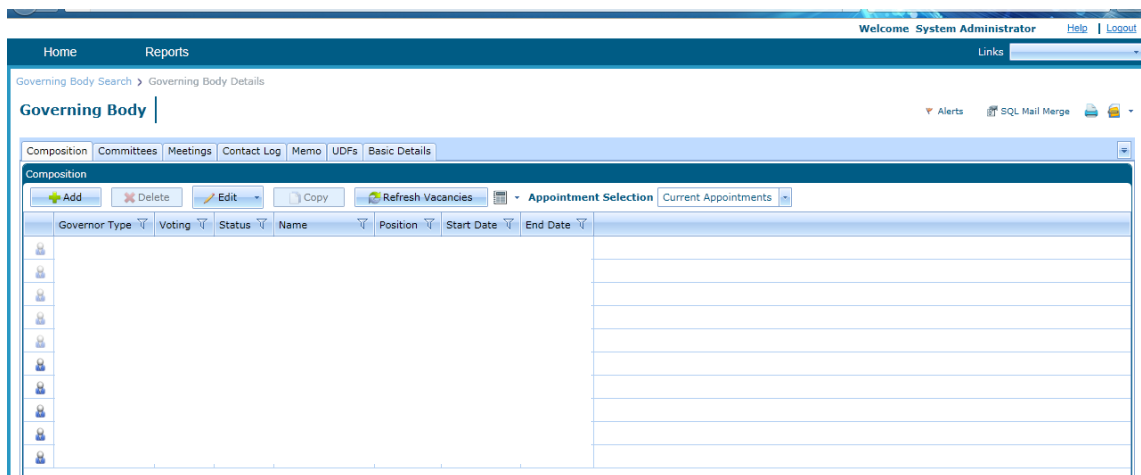 Welcome System Administrator Help | Logout
Home Reports Links
Governing Body Search > Governing Body Details
Governing Body
Alerts SQL Mail Merge
Composition Committees Meetings Contact Log Memo UDFs Basic Details
Composition
Add Delete Edit Copy Refresh Vacancies Appointment Selection Current Appointments
Governor Type Voting Status Name Position Start Date End Date